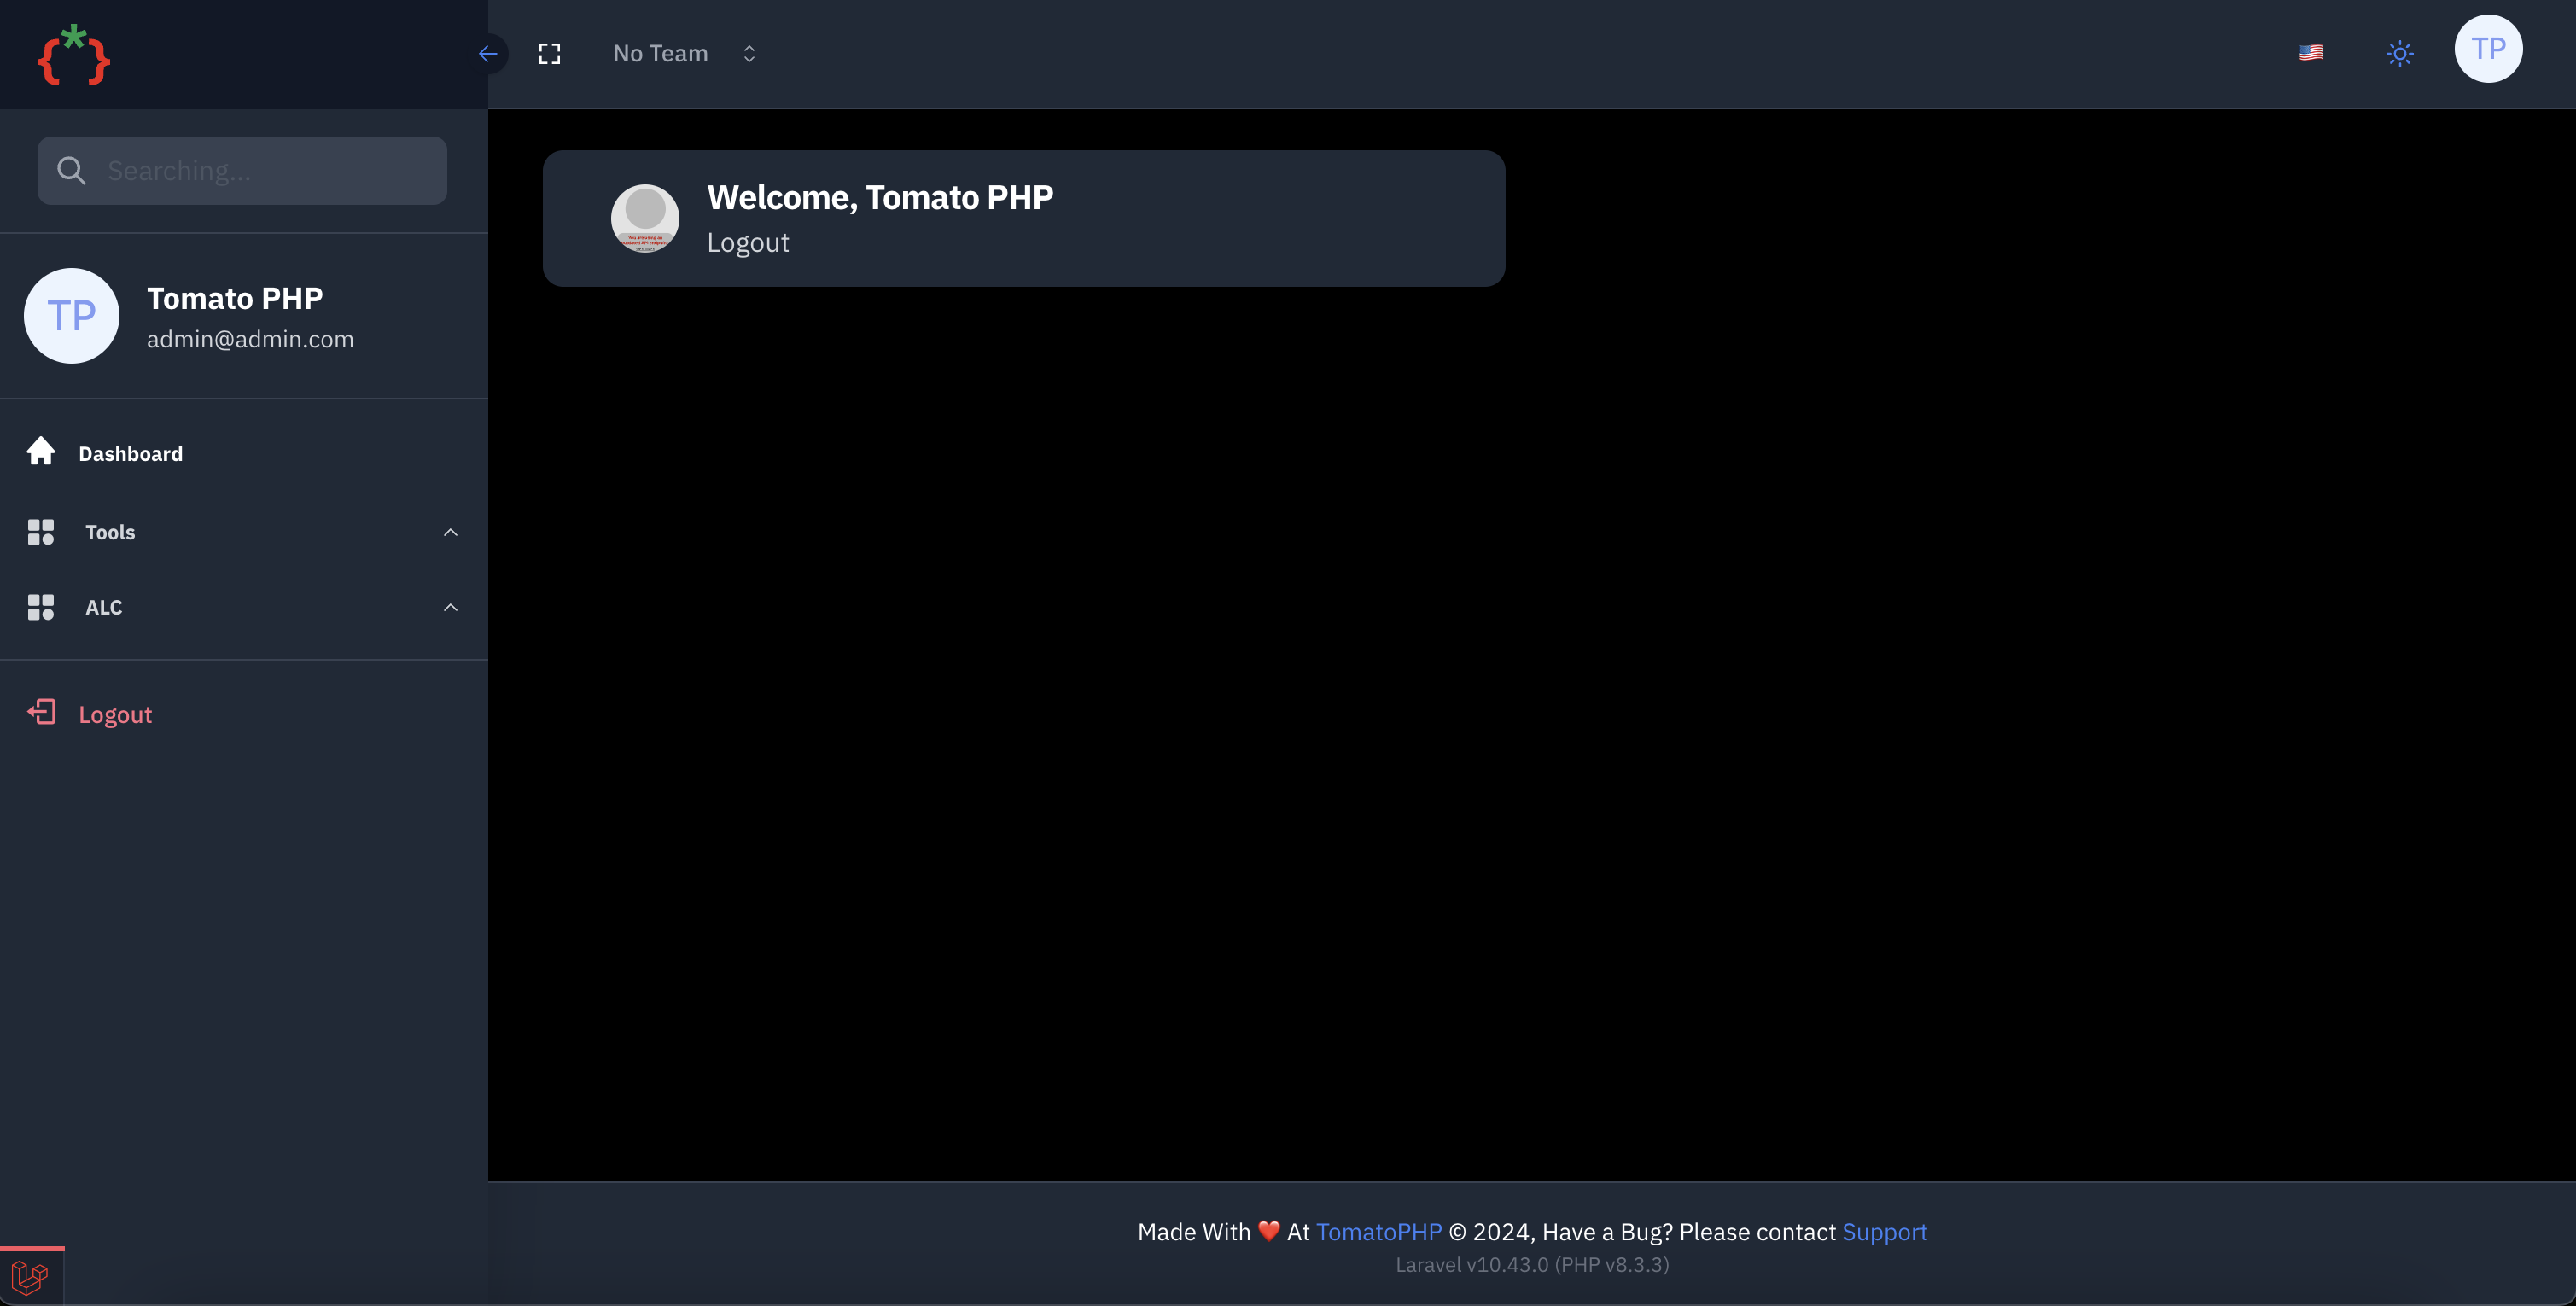 {*}
No Team
TP
Searching...
TP
Tomato PHP
admin@admin.com
Dashboard
Tools
ALC
Logout
Welcome, Tomato PHP
Logout
Made With ❤️ At TomatoPHP © 2024, Have a Bug? Please contact Support
Laravel v10.43.0 (PHP v8.3.3)